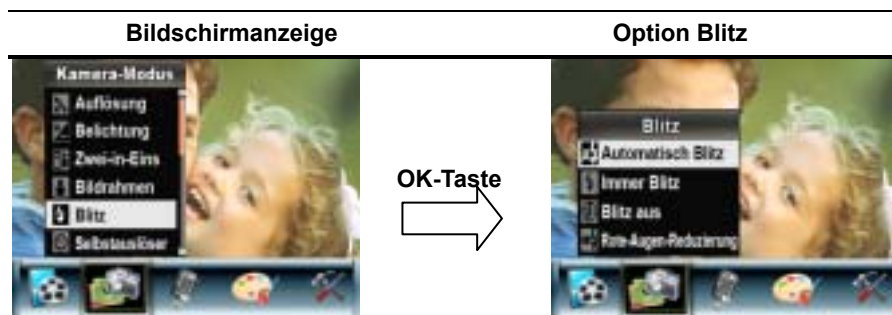 Bildschirmanzeige
Option Blitz
Kamera-Modus
Auflösung
Belichtung
Zwei-in-Eins
Bildrahmen
Blitz
Selbstauslöser
OK-Taste
Blitz
Automatisch Blitz
Immer Blitz
Blitz aus
Rote-Augen-Reduzierung